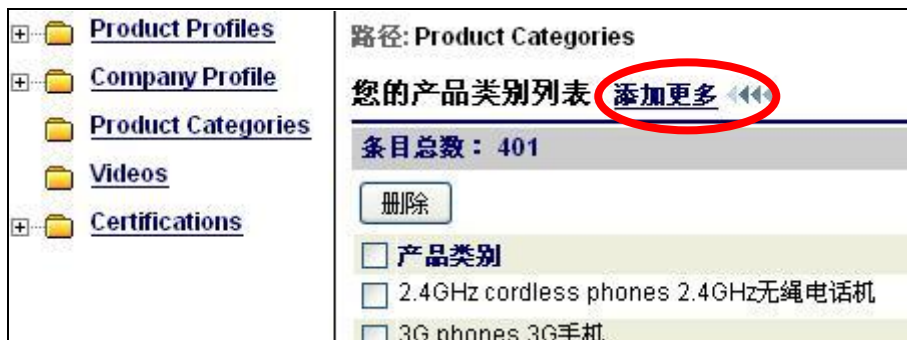 Product Profiles
Company Profile
Product Categories
Videos
Certifications
路径: Product Categories
您的产品类别列表 添加更多
条目总数：401
删除
产品类别
2.4GHz cordless phones 2.4GHz无绳电话机
3G phones 3G手机